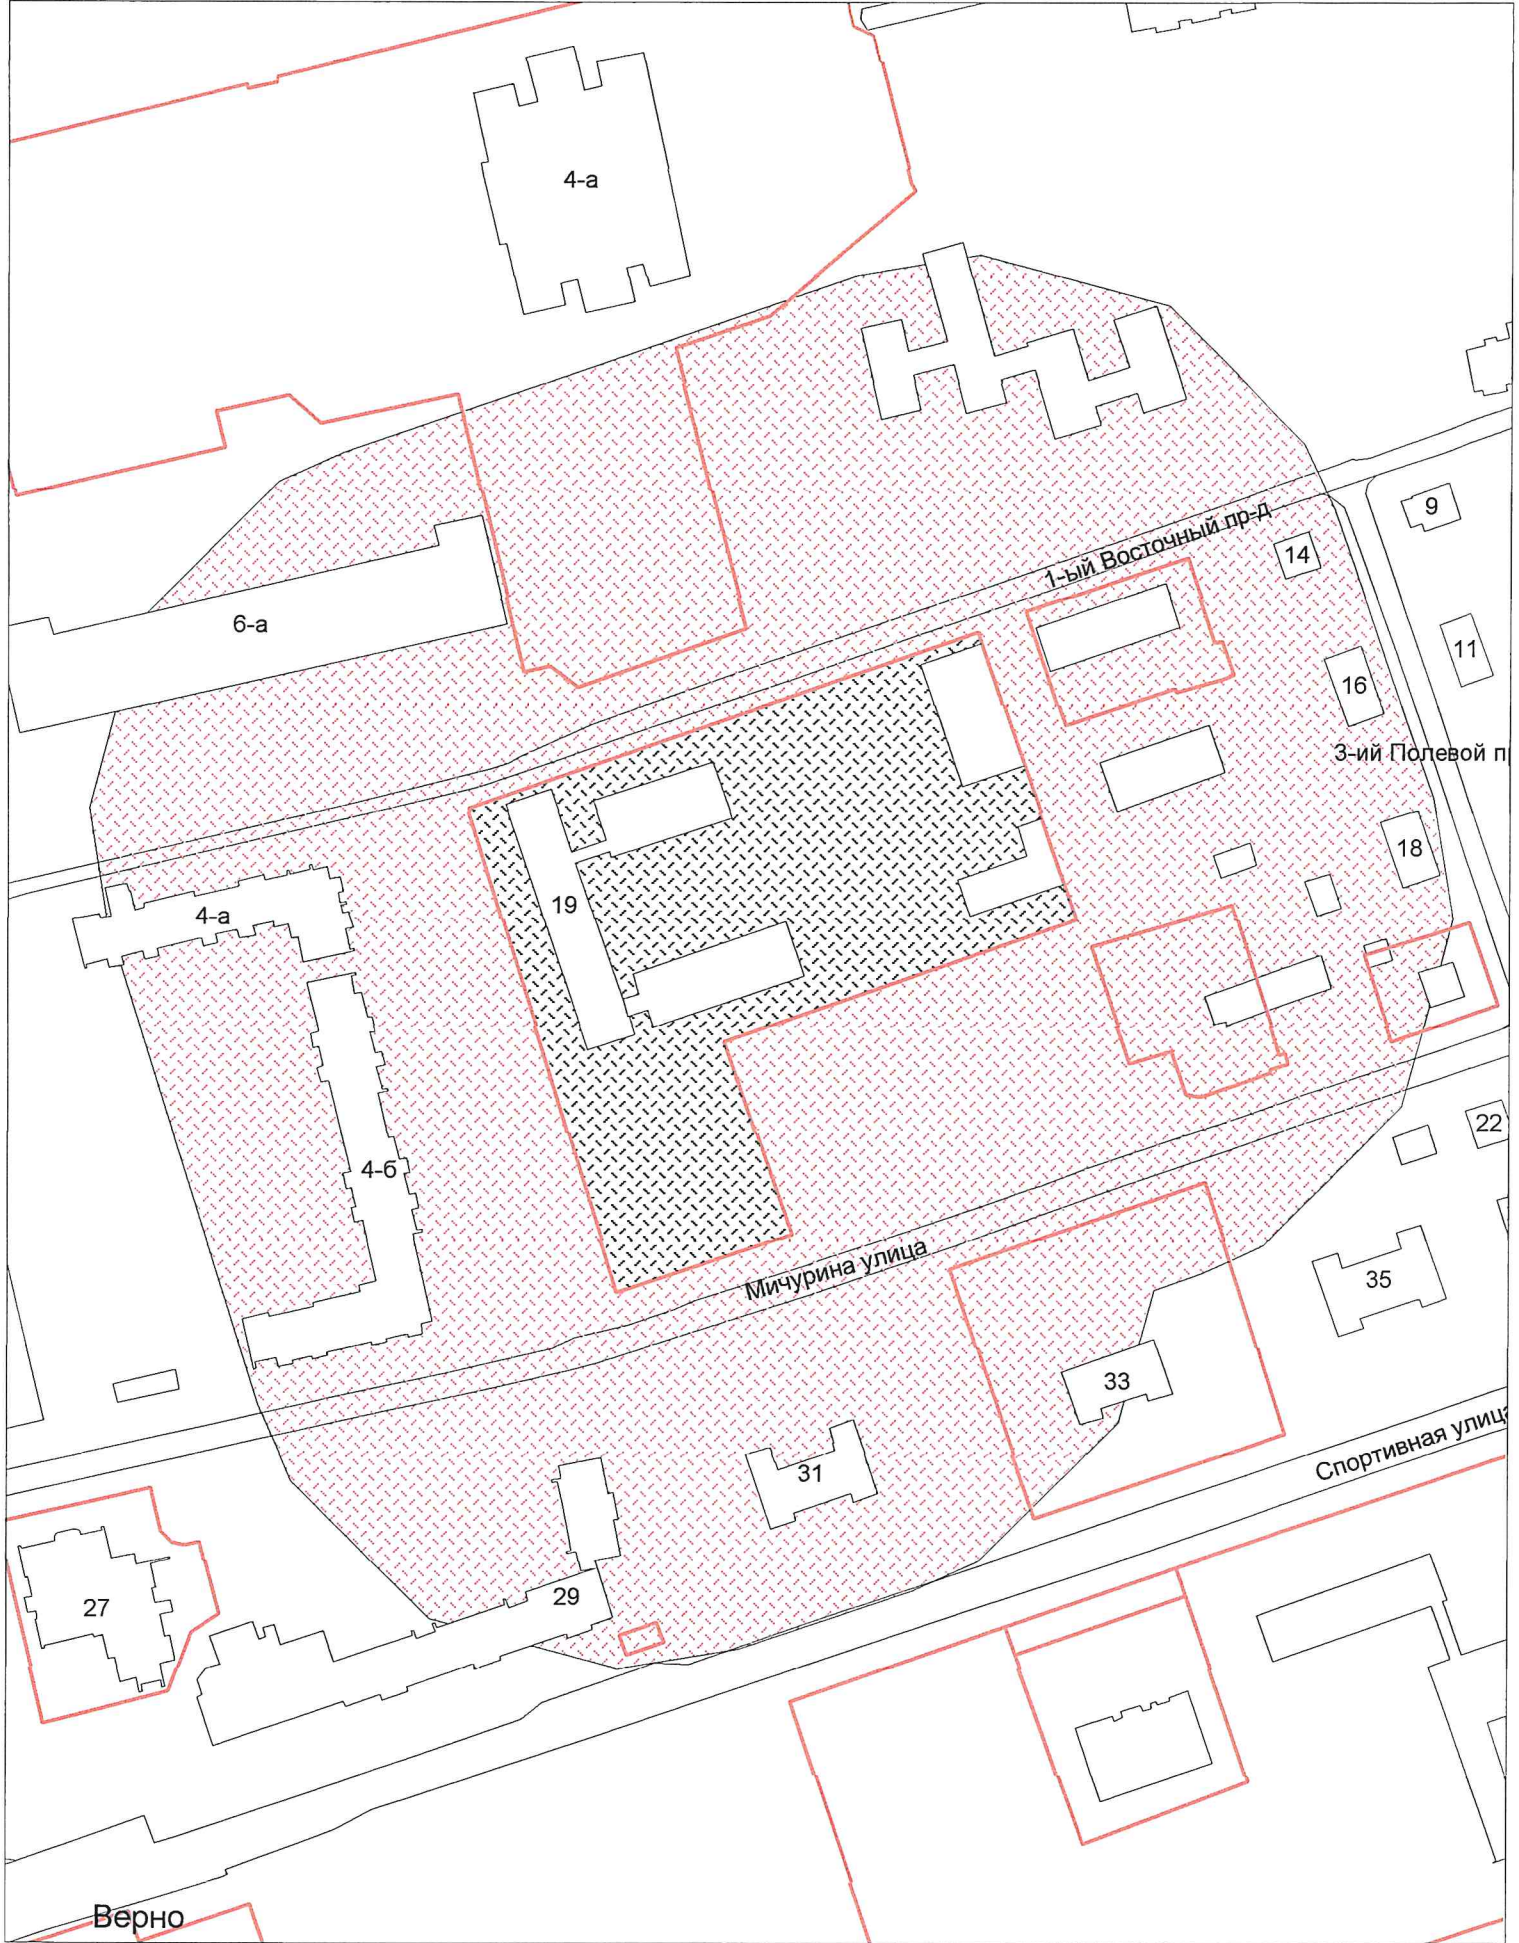 4-а
9
1-ый Восточный пр-д
14
6-а
11
16
3-ий Полевой п
18
19
4-а
22
4-б
Мичурина улица
35
33
Спортивная улица
31
29
27
Верно